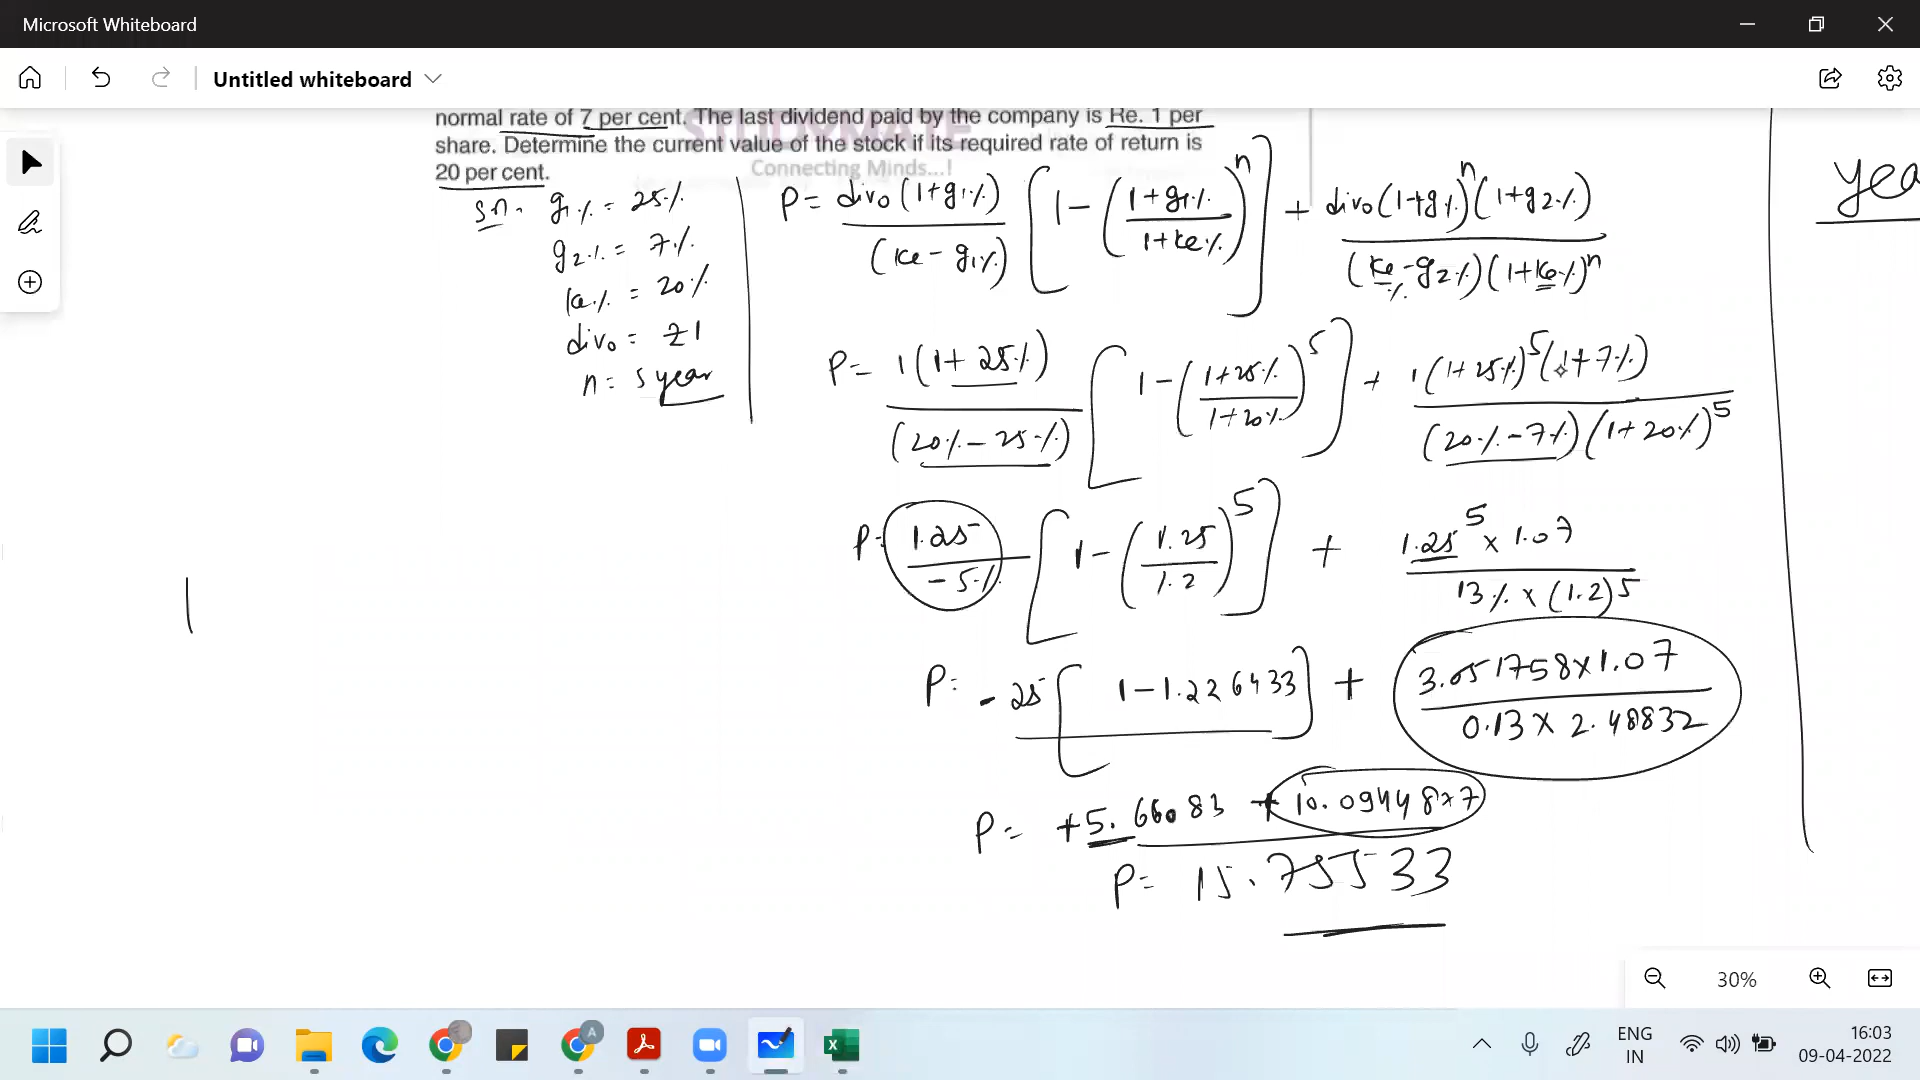 Microsoft Whiteboard
Untitled whiteboard
normal rate of 7 per cent. The last dividend paid by the company is Re. 1 per
STUDYMATE
share. Determine the current value of the stock if its required rate of return is
Connecting Minds...!
20 per cent.
g1% = 25%
g2% = 7%
ke% = 20%
div0 = ₹1
n = 5 year
P = div0 (1+g1%) / (ke - g1%) [1 - (1+g1% / 1+ke%)^n] + div0(1+g1%)^n (1+g2%) / (ke%-g2%)(1+ke%)^n
P = 1(1+25%) / (20% - 25%) [1 - (1+25% / 1+20%)^5] + 1(1+25%)^5 (1+7%) / (20%-7%)(1+20%)^5
P = 1.25 / -5% [1 - (1.25 / 1.2)^5] + 1.25^5 x 1.07 / 13% x (1.2)^5
P = -25 [1-1.226433] + 3.051758x1.07 / 0.13 x 2.48832
P = +5.66083 +
P = 15.75533
yea
30%
A
ENG
IN
16:03
09-04-2022